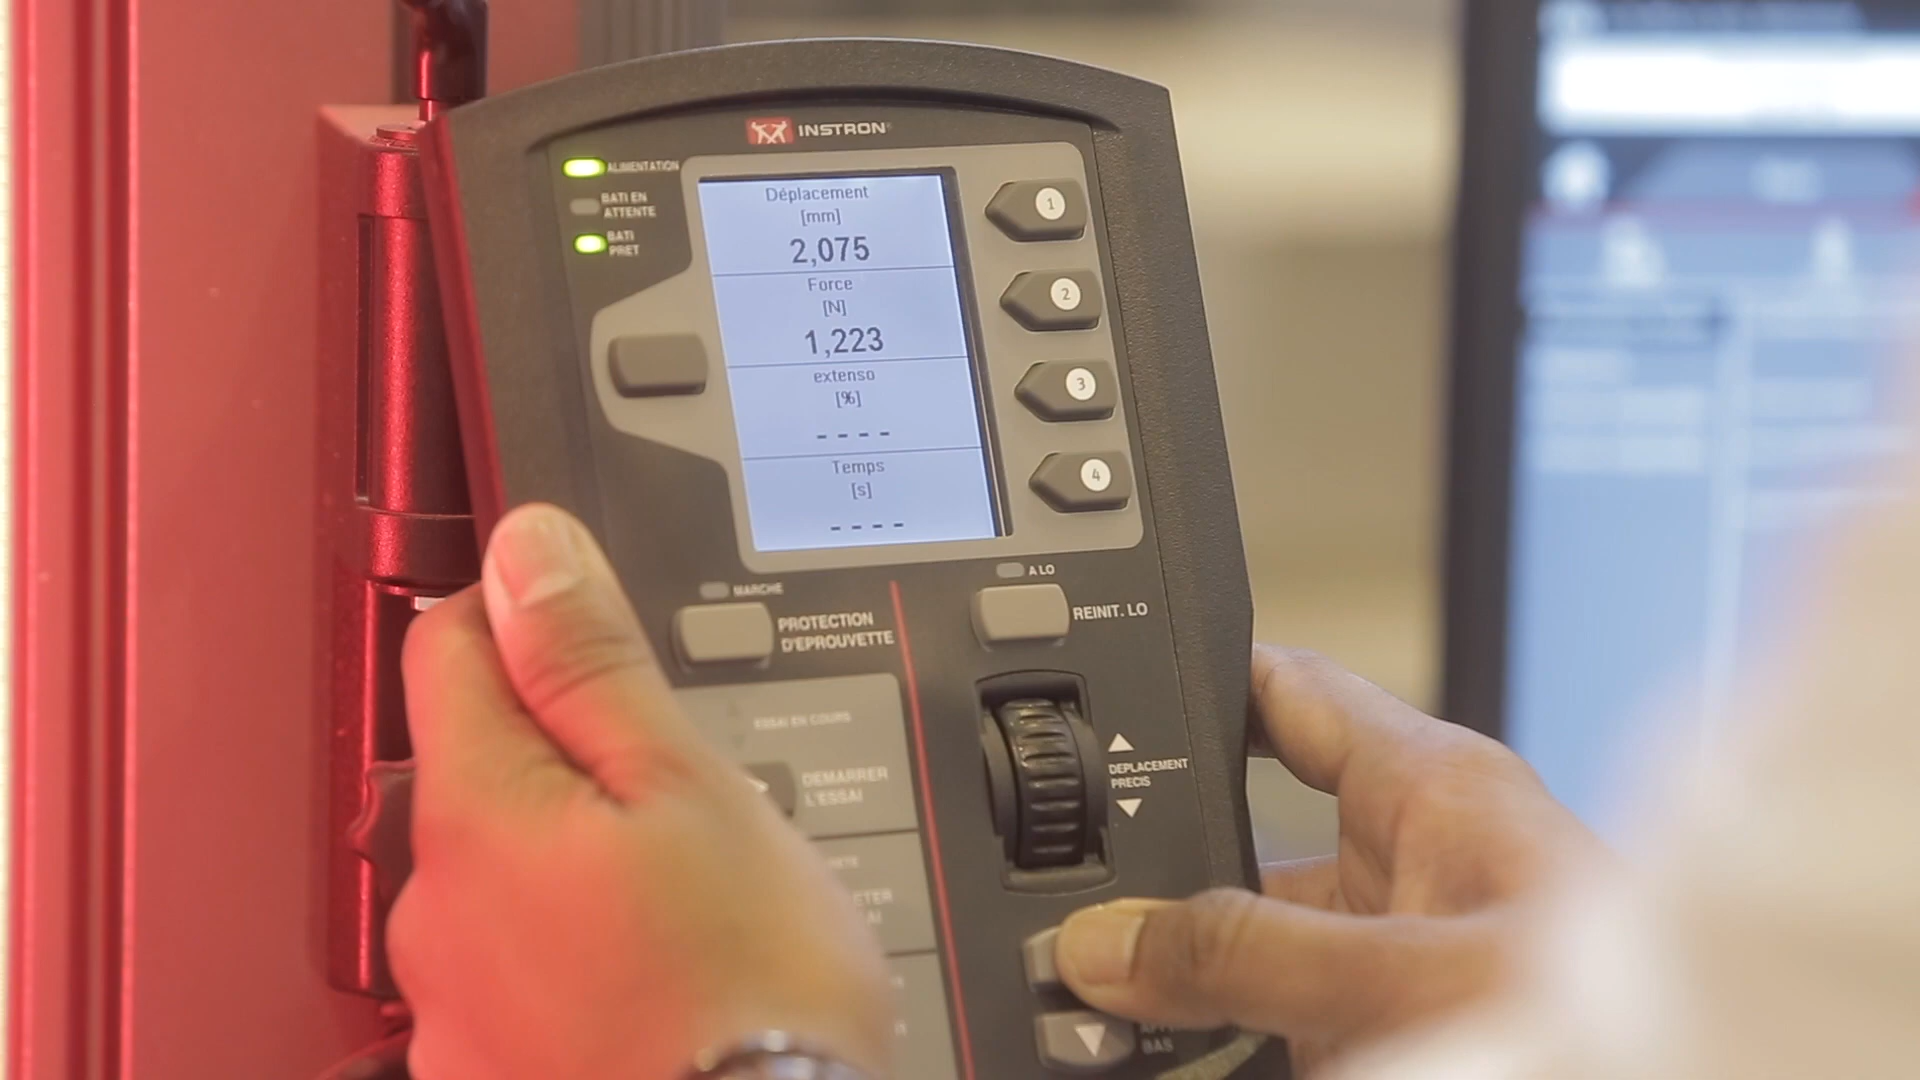 INSTRON
ALIMENTATION
BATI EN
ATTENTE
BATI
PRET
Déplacement
[mm]
2,075
Force
[N]
1,223
extenso
[%]
----
Temps
[s]
----
1
2
3
4
MARCHE
PROTECTION
D'EPROUVETTE
A LO
REINIT. LO
ESSAI EN COURS
DEMARRER
L'ESSAI
DEPLACEMENT
PRECIS
BAS